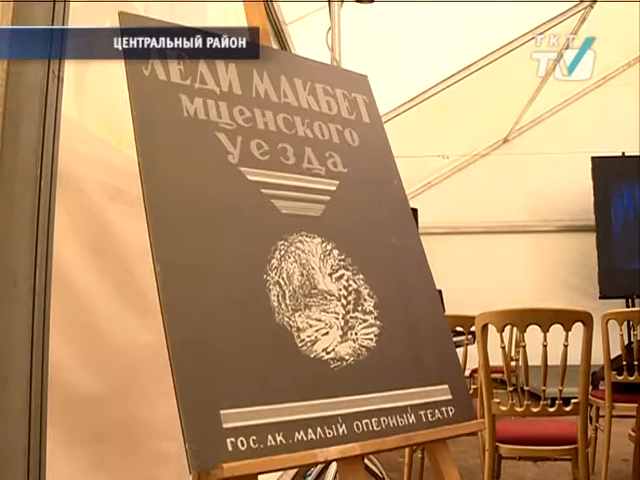 ЦЕНТРАЛЬНЫЙ РАЙОН
ТКТ
TV
ЛЕДИ МАКБЕТ
МЦЕНСКОГО
УЕЗДА
ГОС. АК. МАЛЫЙ ОПЕРНЫЙ ТЕАТР